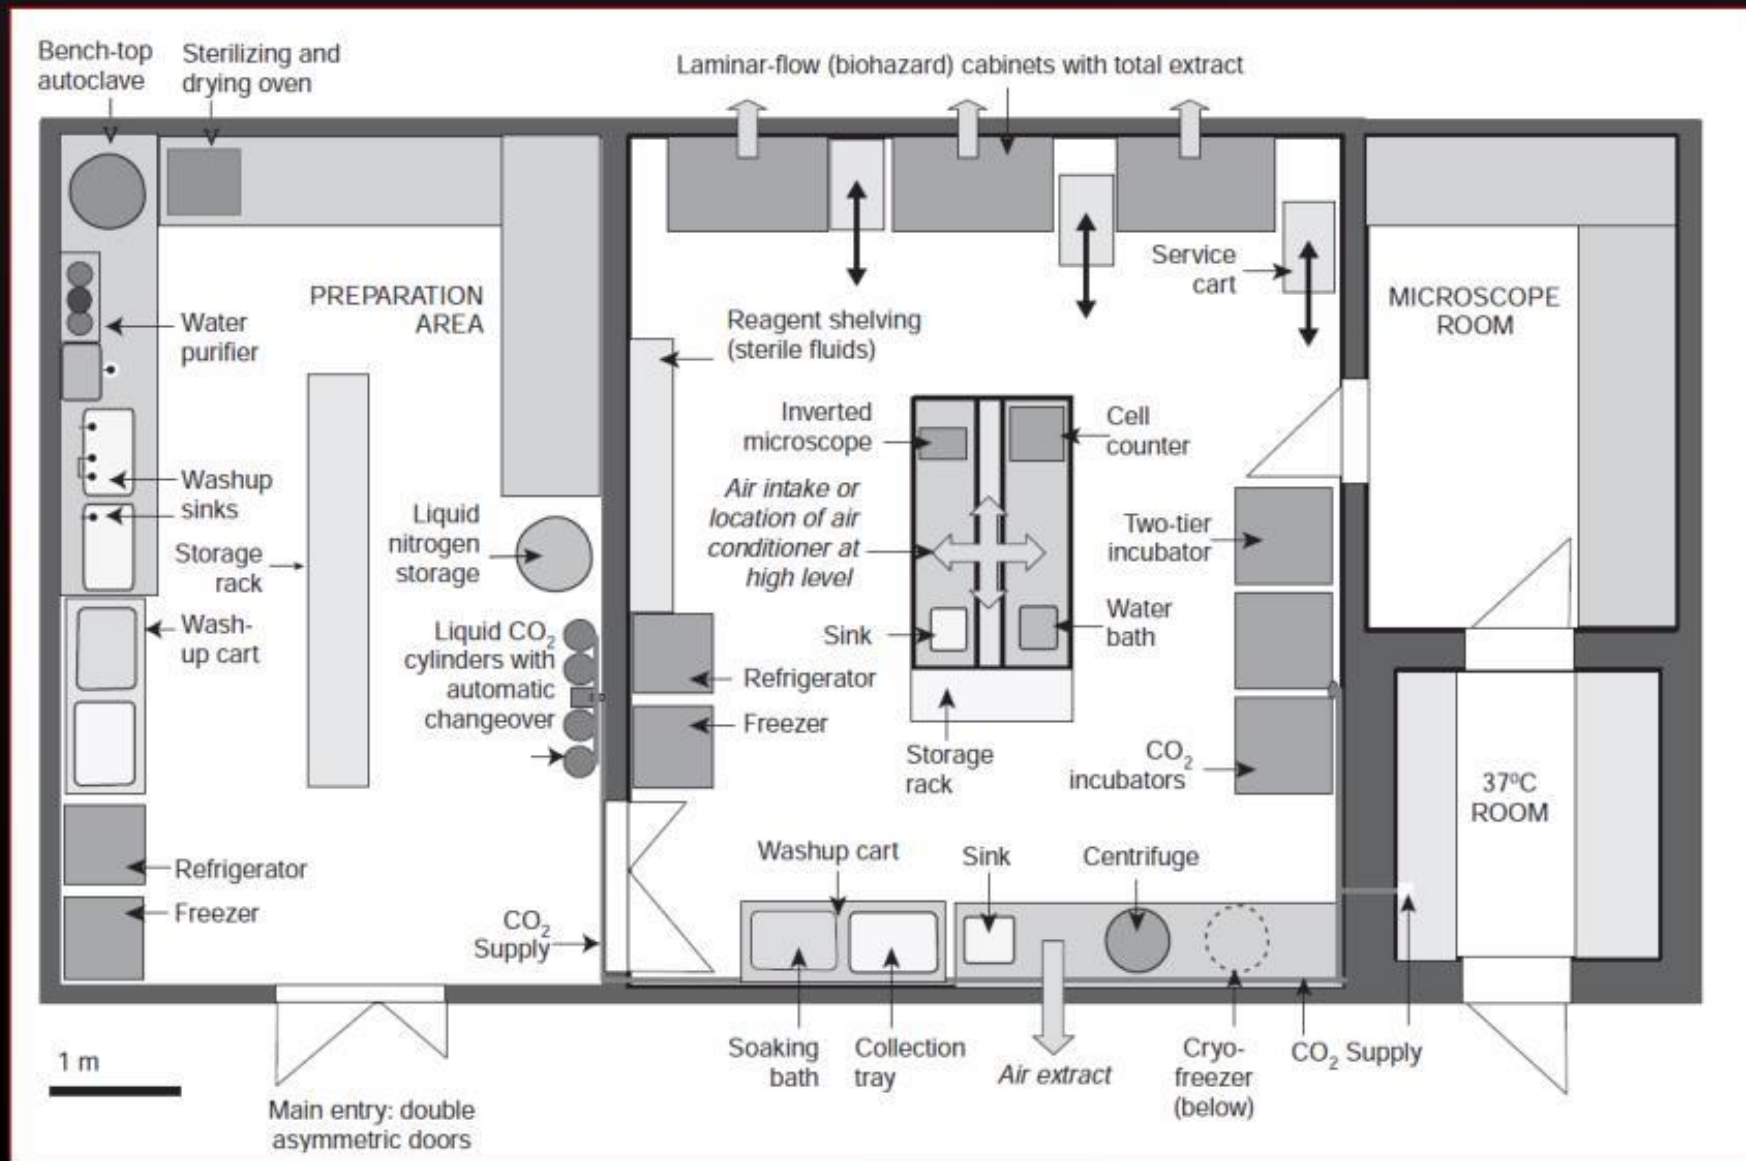 Bench-top
autoclave
Sterilizing and
drying oven
Laminar-flow (biohazard) cabinets with total extract
PREPARATION
AREA
Water
purifier
Washup
sinks
Storage
rack
Wash-
up cart
Liquid
nitrogen
storage
Liquid CO₂
cylinders with
automatic
changeover
Refrigerator
Freezer
CO₂
Supply
Reagent shelving
(sterile fluids)
Service
cart
Inverted
microscope
Cell
counter
Air intake or
location of air
conditioner at
high level
Two-tier
incubator
Sink
Water
bath
Refrigerator
Freezer
Storage
rack
CO₂
incubators
Washup cart
Sink
Centrifuge
MICROSCOPE
ROOM
37ºC
ROOM
1 m
Main entry: double
asymmetric doors
Soaking
bath
Collection
tray
Air extract
Cryo-
freezer
(below)
CO₂ Supply